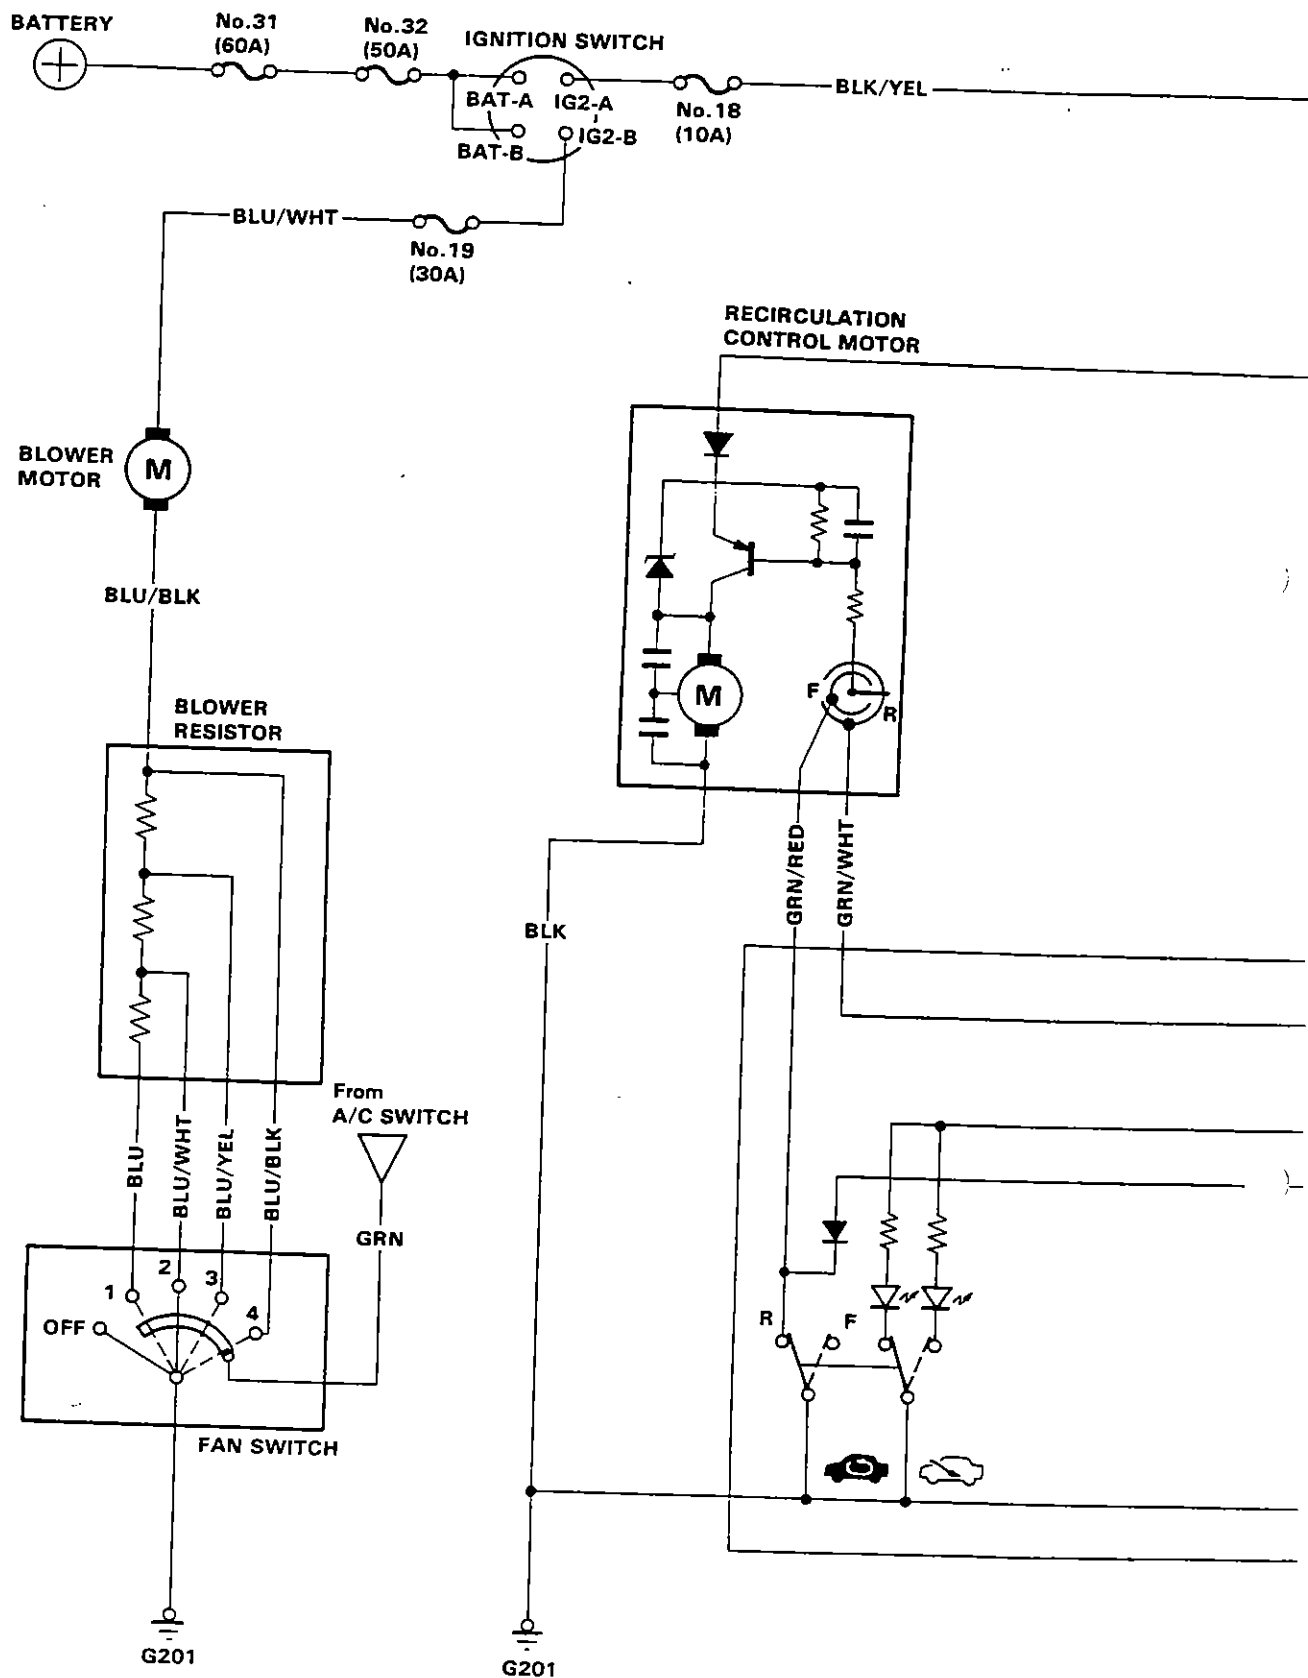 BATTERY
No.31
(60A)
No.32
(50A)
IGNITION SWITCH
BAT-A
IG2-A
BAT-B
IG2-B
No.18
(10A)
BLK/YEL
BLU/WHT
No.19
(30A)
RECIRCULATION
CONTROL MOTOR
BLOWER
MOTOR
M
BLU/BLK
M
F
R
BLOWER
RESISTOR
GRN/RED
GRN/WHT
BLK
From
A/C SWITCH
BLU
BLU/WHT
BLU/YEL
BLU/BLK
GRN
1
2
3
4
OFF
FAN SWITCH
R
F
G201
G201